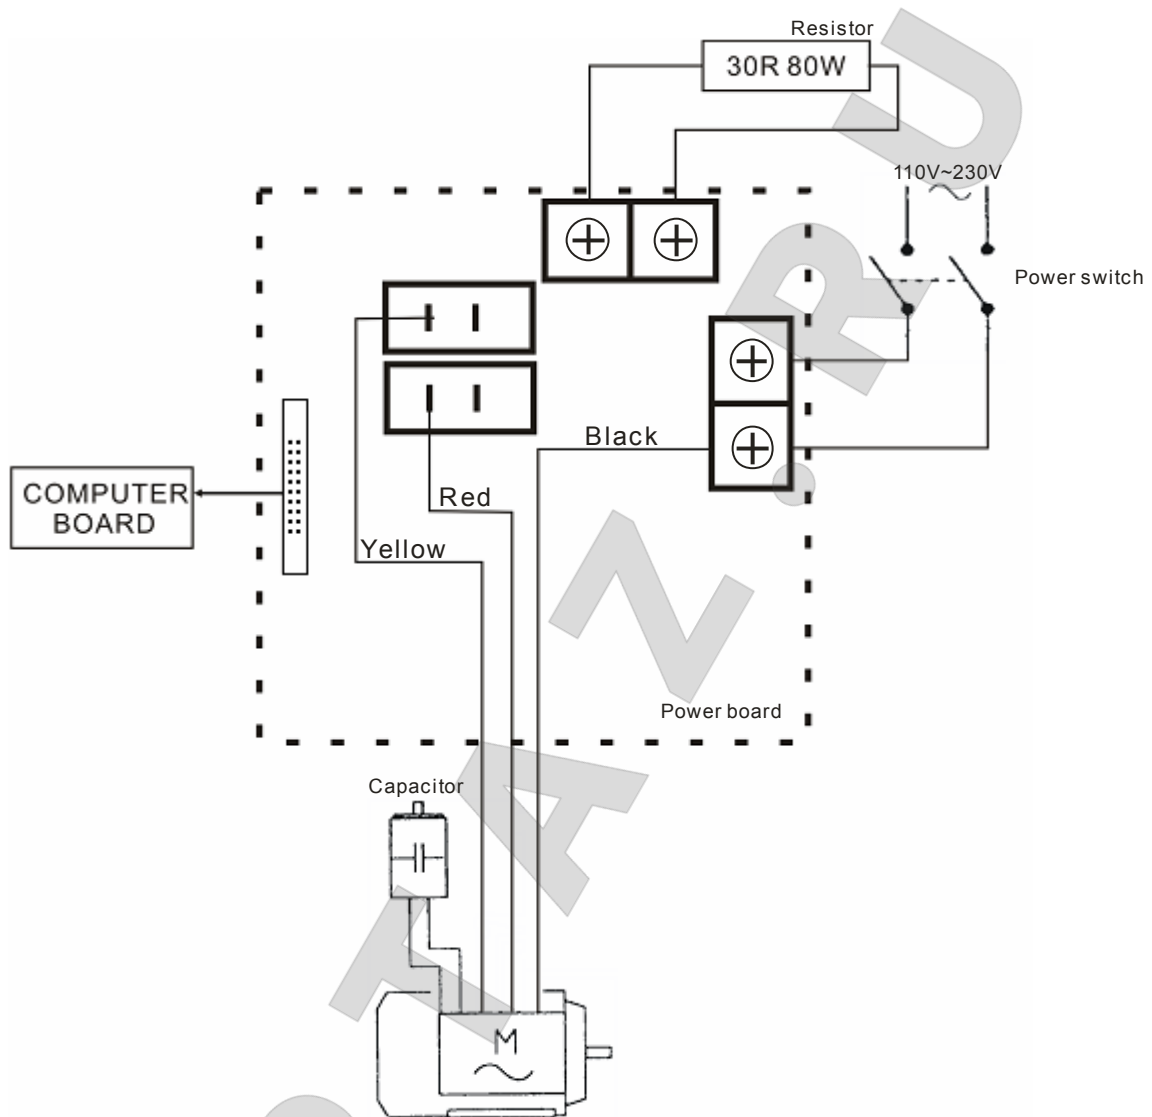 Resistor
30R 80W
110V~230V
Power switch
Black
COMPUTER
BOARD
Red
Yellow
Power board
Capacitor
M
T A Z . R U